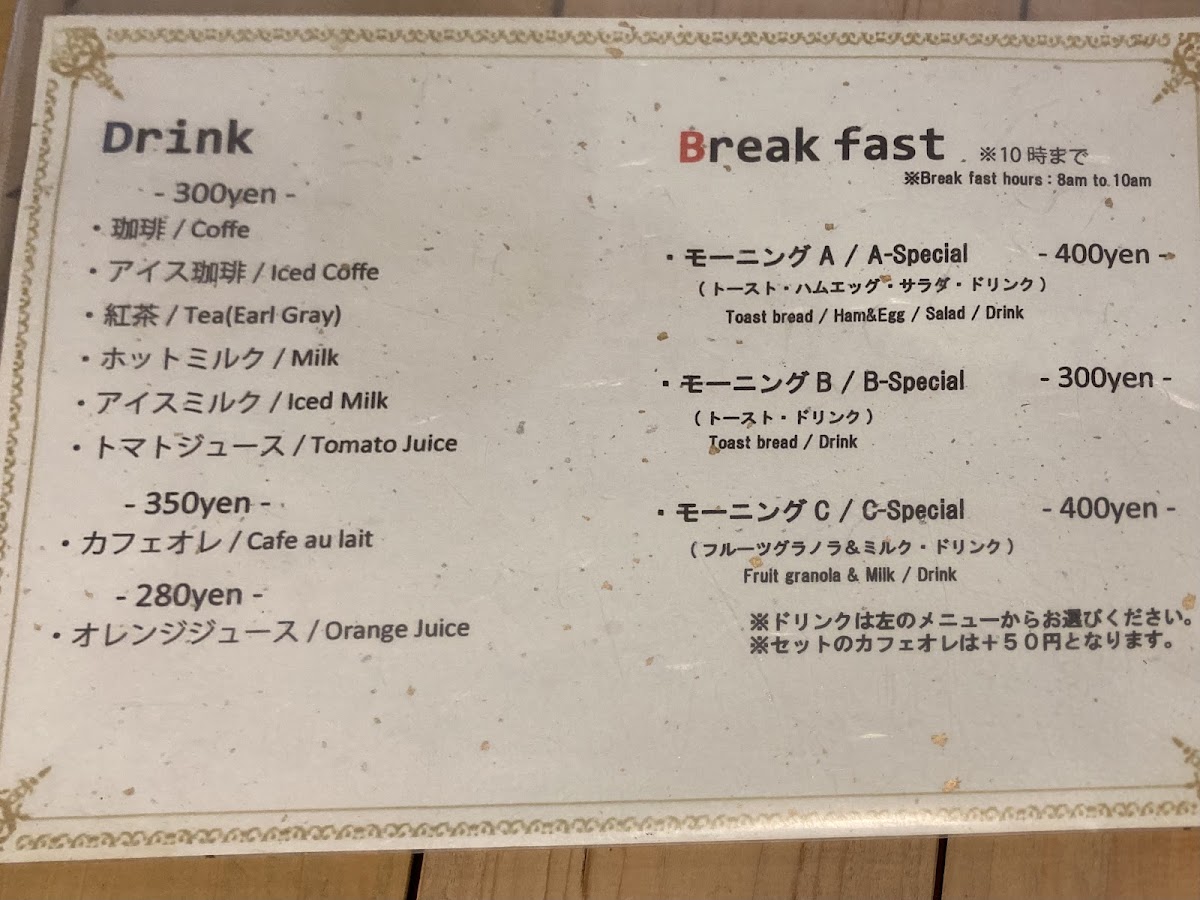 Drink
- 300yen -
・珈琲 / Coffe
・アイス珈琲 / Iced Coffe
・紅茶 / Tea(Earl Gray)
・ホットミルク / Milk
・アイスミルク / Iced Milk
・トマトジュース / Tomato Juice
- 350yen -
・カフェオレ / Cafe au lait
- 280yen -
・オレンジジュース / Orange Juice
Break fast ※10時まで
※Break fast hours：8am to 10am
・モーニングA / A-Special - 400yen -
（トースト・ハムエッグ・サラダ・ドリンク）
Toast bread / Ham&Egg / Salad / Drink
・モーニングB / B-Special - 300yen -
（トースト・ドリンク）
Toast bread / Drink
・モーニングC / C-Special - 400yen -
（フルーツグラノラ＆ミルク・ドリンク）
Fruit granola & Milk / Drink
※ドリンクは左のメニューからお選びください。
※セットのカフェオレは＋５０円となります。